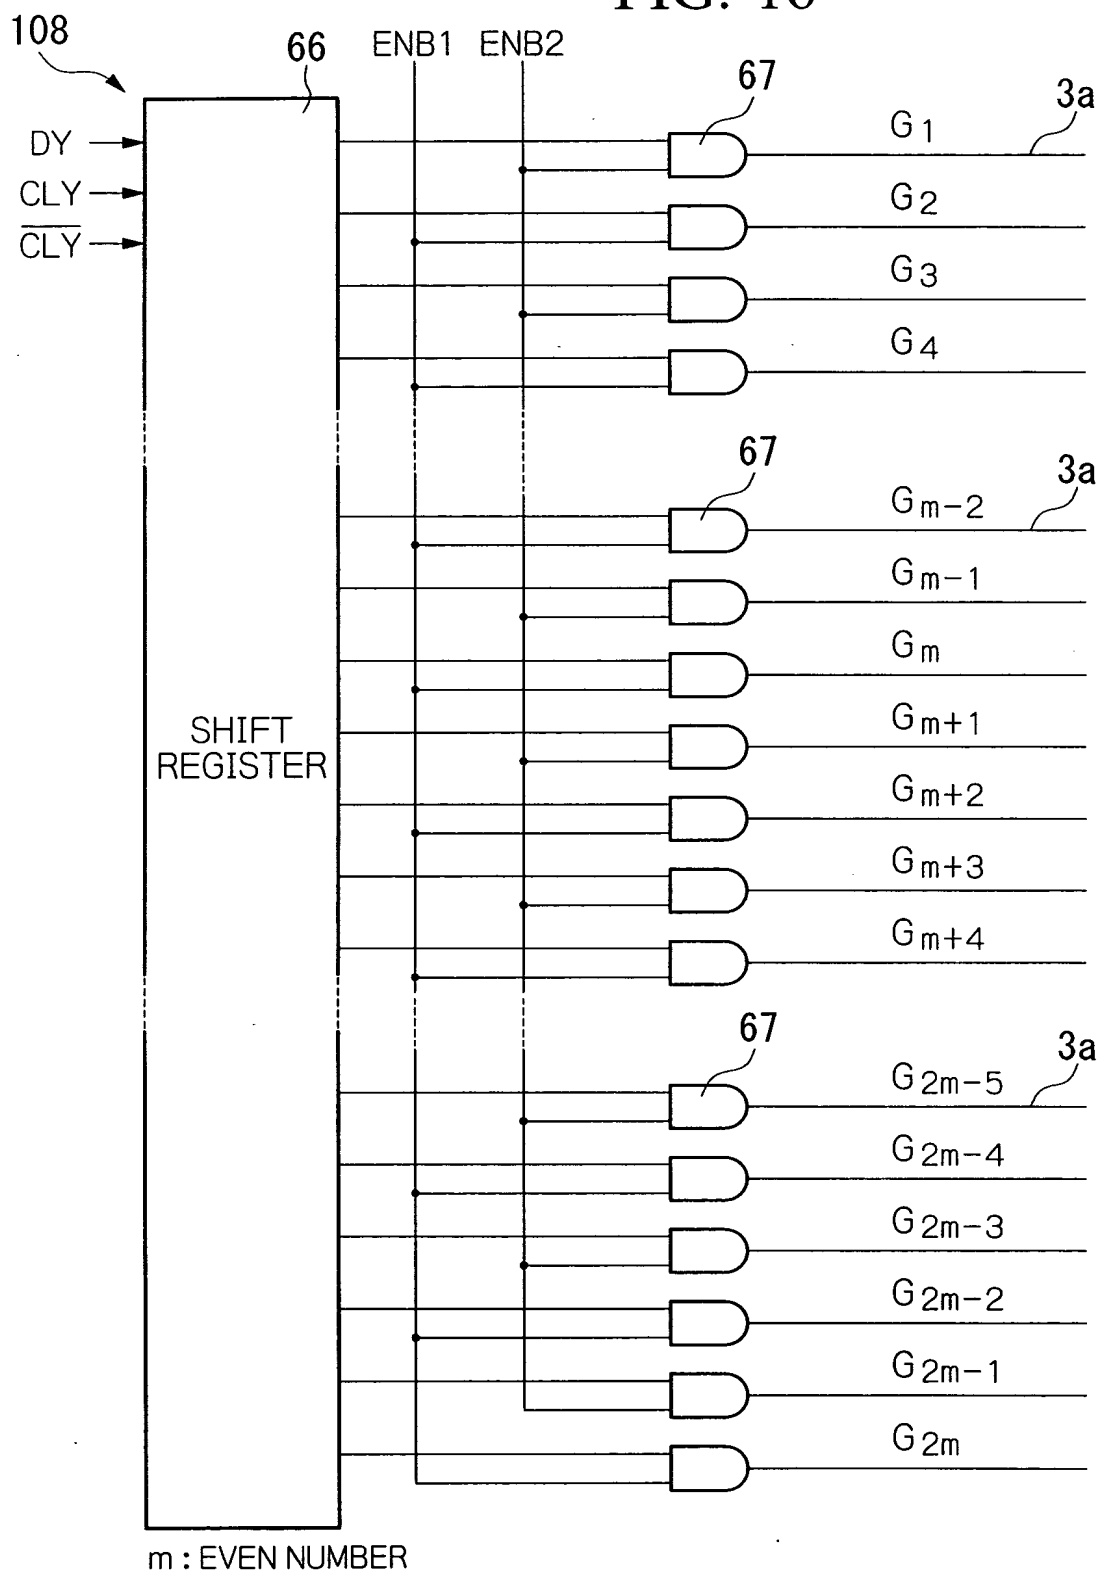 108
66
ENB1 ENB2
67
3a
DY
CLY
CLY
G1
G2
G3
G4
67
3a
Gm-2
Gm-1
Gm
Gm+1
SHIFT
REGISTER
Gm+2
Gm+3
Gm+4
67
3a
G2m-5
G2m-4
G2m-3
G2m-2
G2m-1
G2m
m : EVEN NUMBER